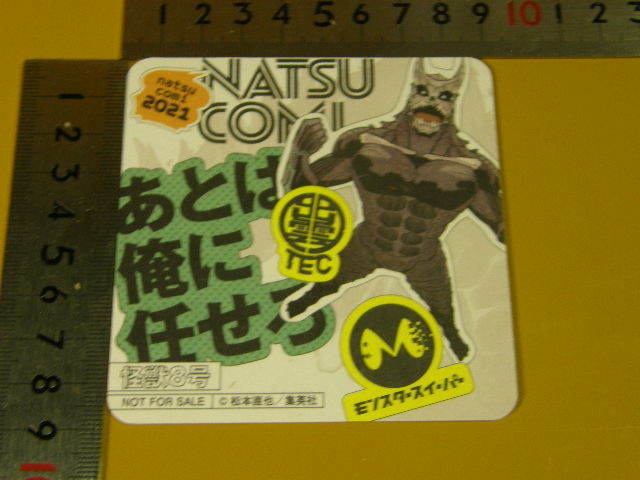 1 2 3 4 5 6 7 8 9 10 1 2 3
1 2 3 4 5 6 7 8 9 10
natsu
comi
2021
NATSU
COMI
あとは
俺に
任せろ
TEC
M
モンスタースイーパー
怪獣8号
NOT FOR SALE
© 松本直也／集英社